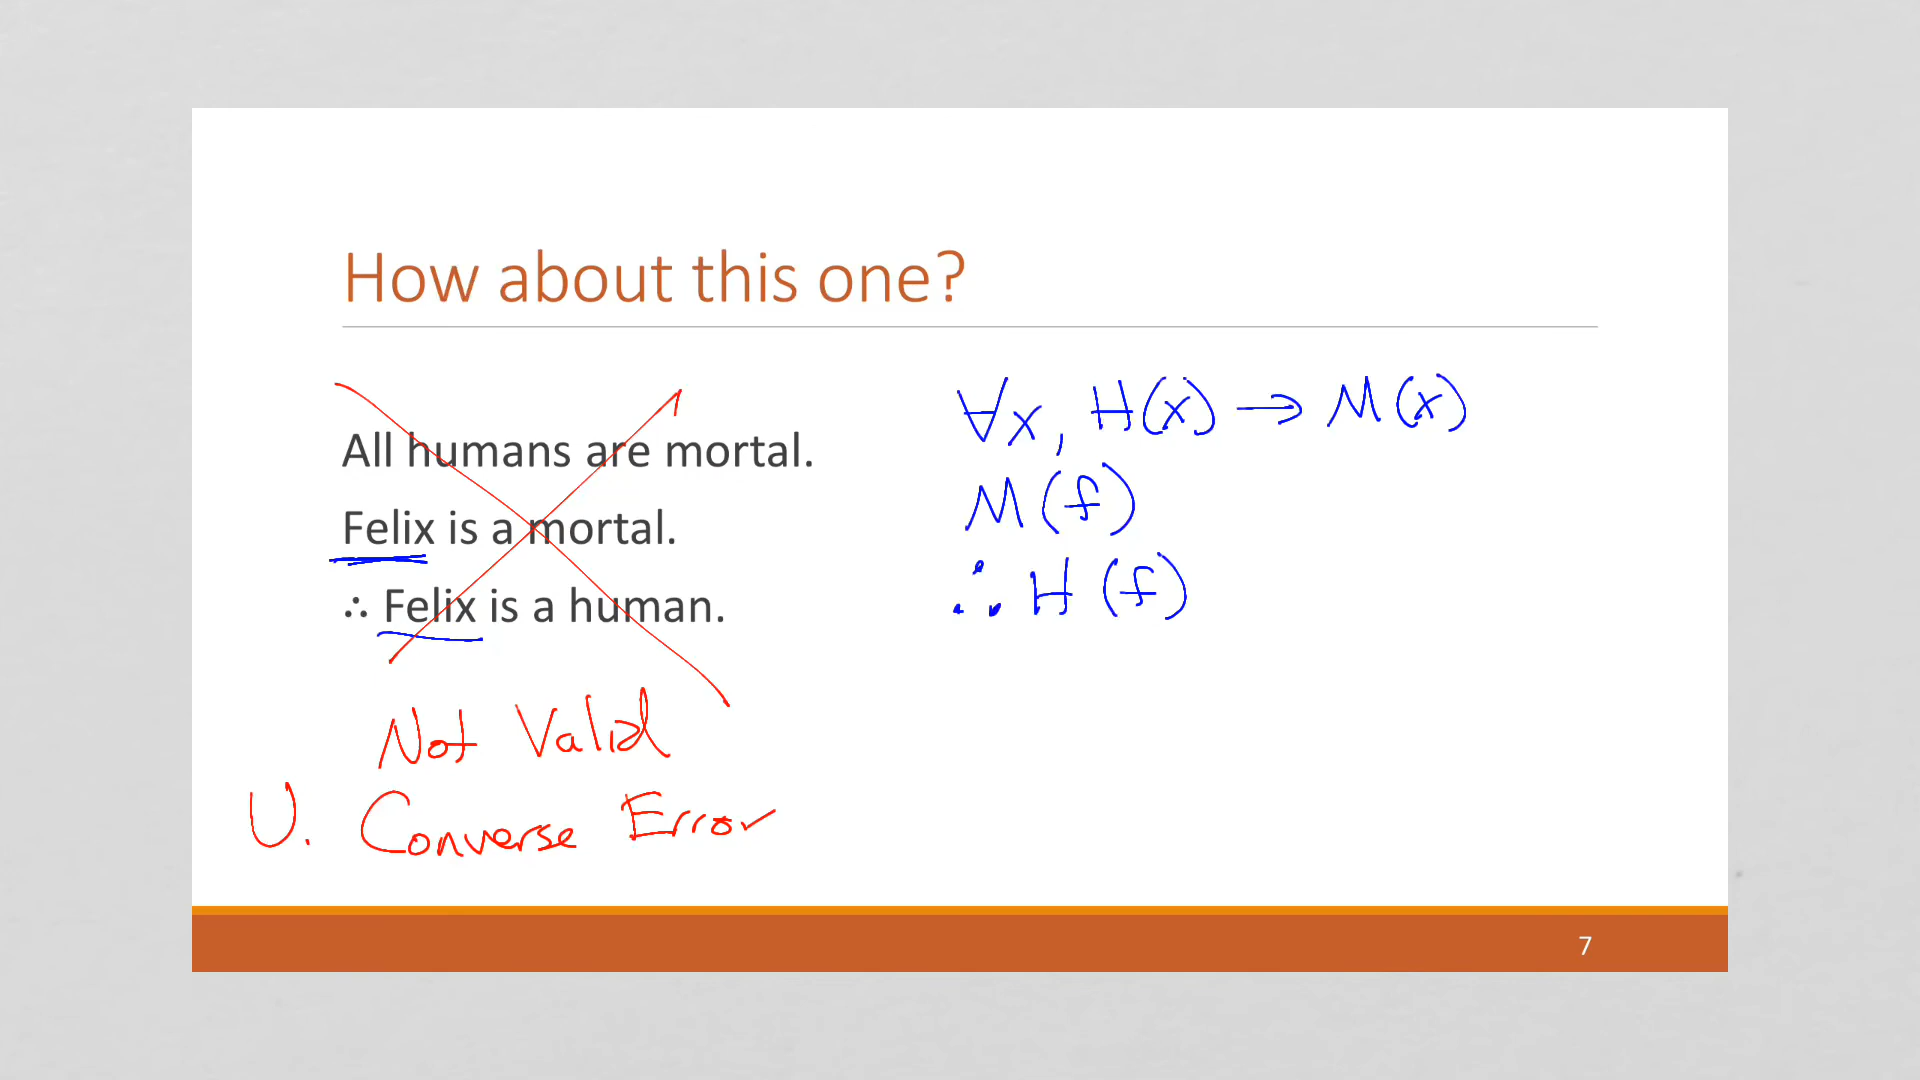 How about this one?
All humans are mortal.
Felix is a mortal.
∴ Felix is a human.
∀x, H(x) → M(x)
M(f)
∴ H(f)
Not Valid
U. Converse Error
7